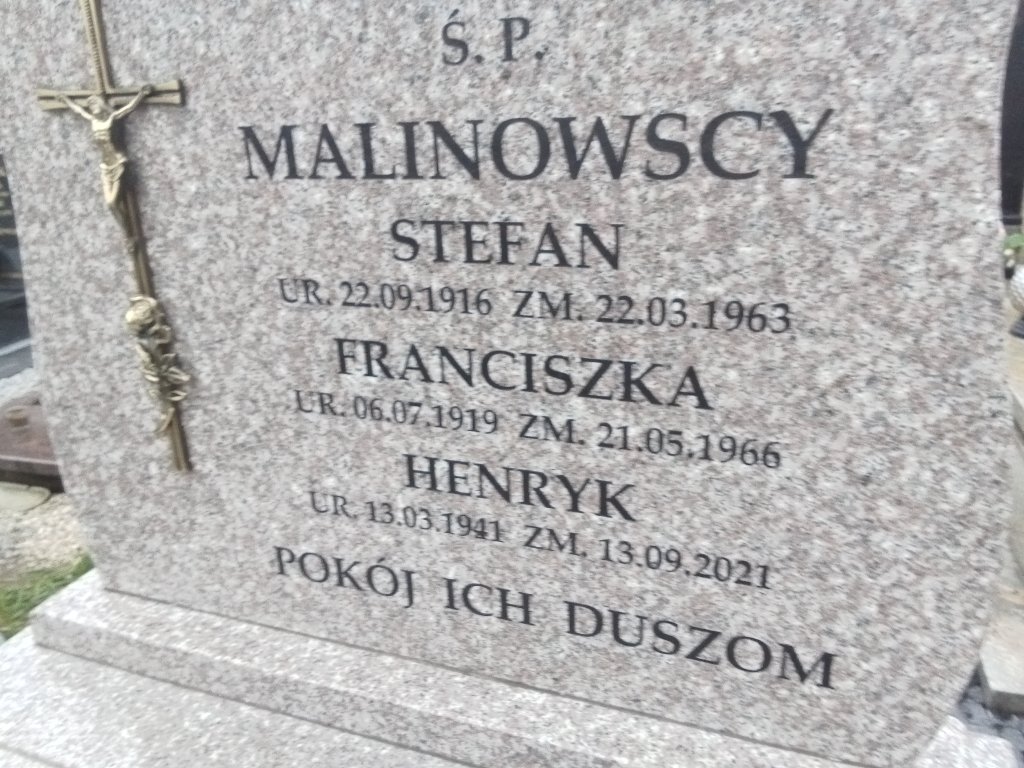 Ś. P.
MALINOWSCY
STEFAN
UR. 22.09.1916 ZM. 22.03.1963
FRANCISZKA
UR. 06.07.1919 ZM. 21.05.1966
HENRYK
UR. 13.03.1941 ZM. 13.09.2021
POKÓJ ICH DUSZOM